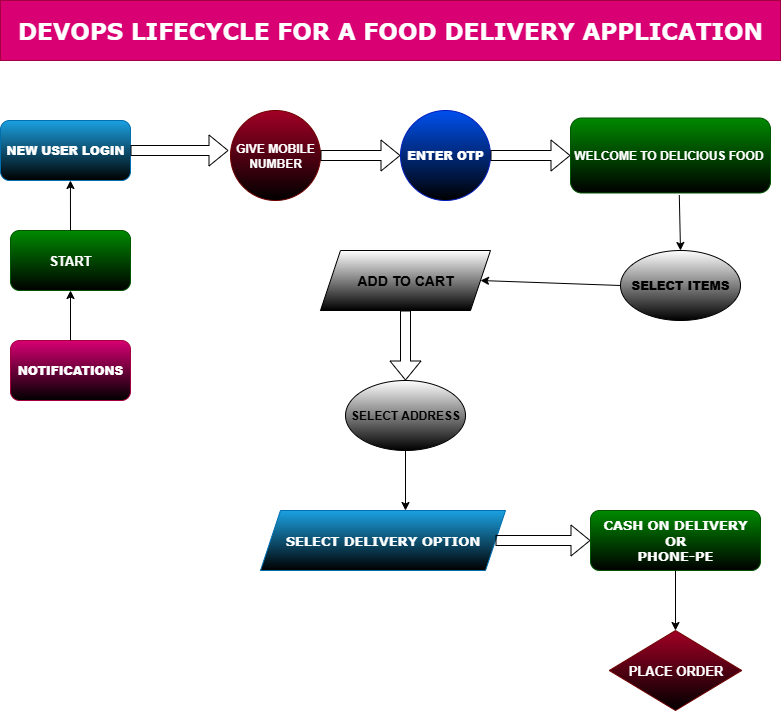 DEVOPS LIFECYCLE FOR A FOOD DELIVERY APPLICATION
NEW USER LOGIN
GIVE MOBILE
NUMBER
ENTER OTP
WELCOME TO DELICIOUS FOOD
START
SELECT ITEMS
ADD TO CART
NOTIFICATIONS
SELECT ADDRESS
SELECT DELIVERY OPTION
CASH ON DELIVERY
OR
PHONE-PE
PLACE ORDER